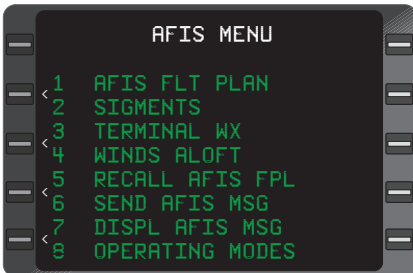 AFIS MENU
1 AFIS FLT PLAN
2 SIGMENTS
3 TERMINAL WX
4 WINDS ALOFT
5 RECALL AFIS FPL
6 SEND AFIS MSG
7 DISPL AFIS MSG
8 OPERATING MODES